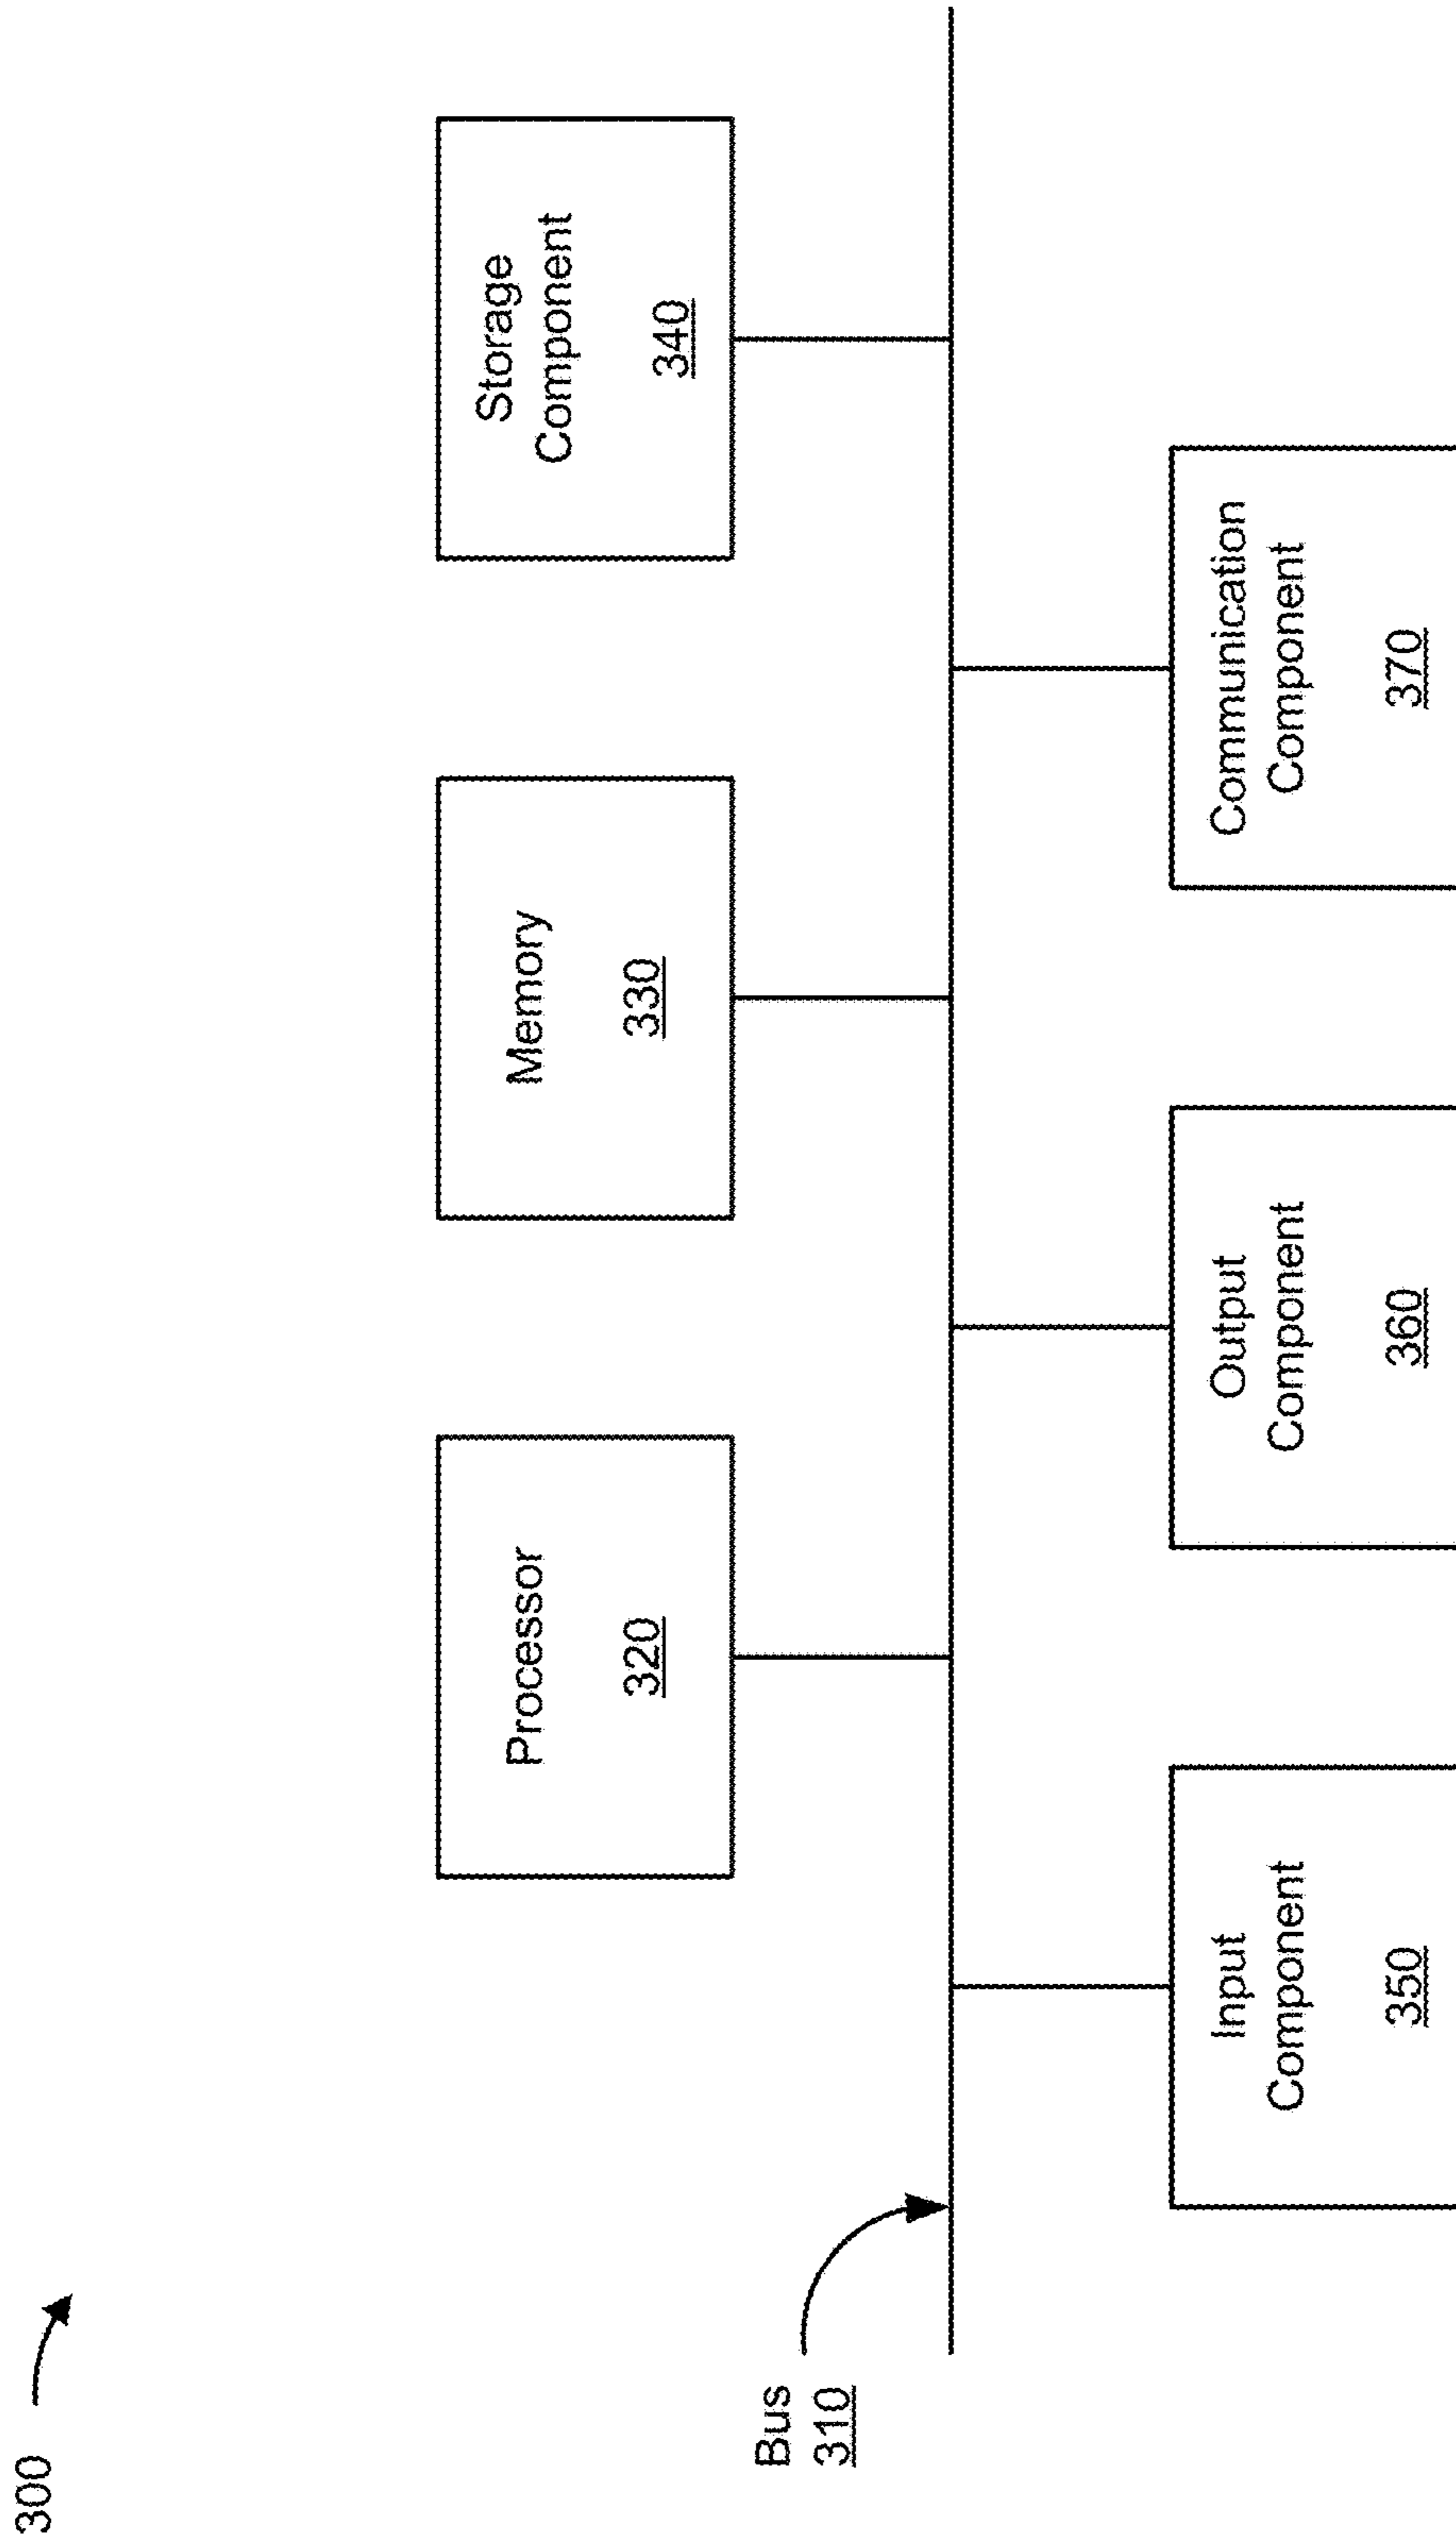 300
Processor
320
Memory
330
Storage
Component
340
Bus
310
Input
Component
350
Output
Component
360
Communication
Component
370